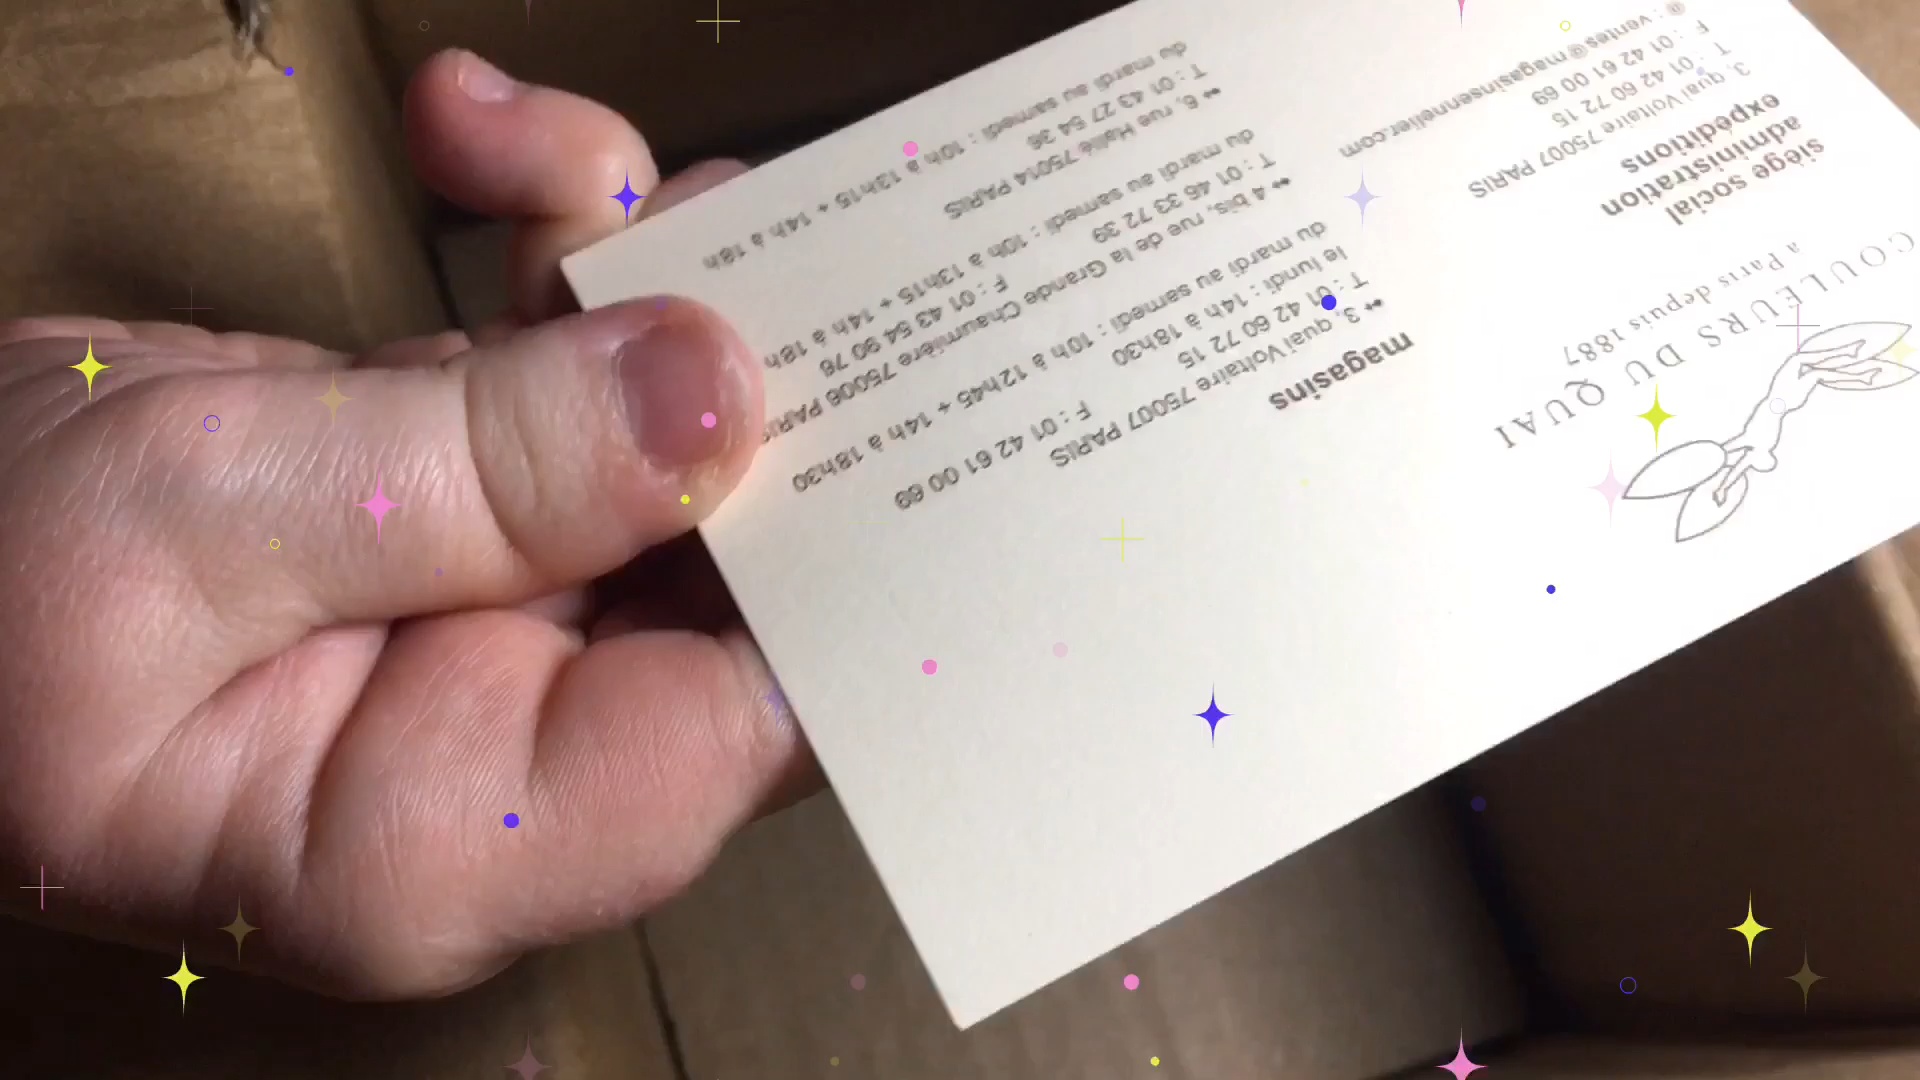 COULEURS DU QUAI
à Paris depuis 1887
siège social
administration
expéditions
3, quai Voltaire 75007 PARIS
T : 01 42 60 72 15
F : 01 42 61 00 69
@ : ventes@magasinsennelier.com
magasins
•• 3, quai Voltaire 75007 PARIS
T : 01 42 60 72 15 F : 01 42 61 00 69
le lundi : 14h à 18h30
du mardi au samedi : 10h à 12h45 + 14h à 18h30
•• 4 bis, rue de la Grande Chaumière 75006 PARIS
T : 01 46 33 72 39 F : 01 43 54 90 76
du mardi au samedi : 10h à 13h15 + 14h à 18h
•• 6, rue Hallé 75014 PARIS
T : 01 43 27 54 36
du mardi au samedi : 10h à 13h15 + 14h à 18h